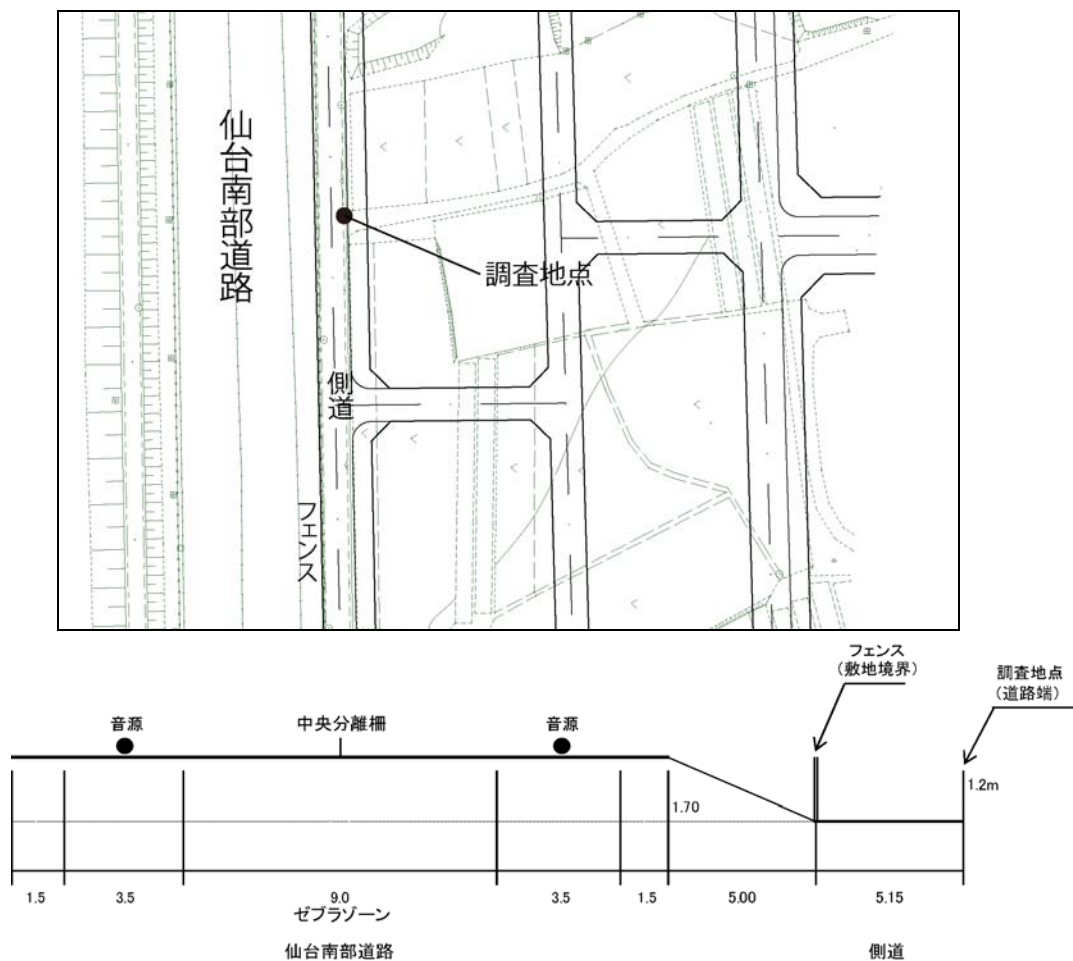 仙台南部道路
調査地点
側道
フェンス
フェンス
（敷地境界）
調査地点
（道路端）
音源
中央分離柵
音源
1.2m
1.70
1.5
3.5
9.0
3.5
1.5
5.00
5.15
ゼブラゾーン
仙台南部道路
側道